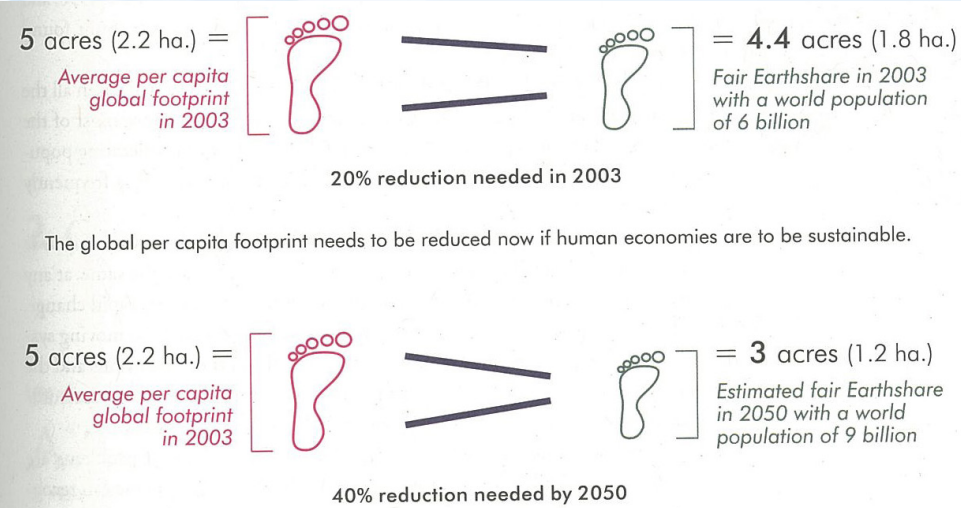 5 acres (2.2 ha.) =
Average per capita
global footprint
in 2003
= 4.4 acres (1.8 ha.)
Fair Earthshare in 2003
with a world population
of 6 billion
20% reduction needed in 2003
The global per capita footprint needs to be reduced now if human economies are to be sustainable.
5 acres (2.2 ha.) =
Average per capita
global footprint
in 2003
= 3 acres (1.2 ha.)
Estimated fair Earthshare
in 2050 with a world
population of 9 billion
40% reduction needed by 2050